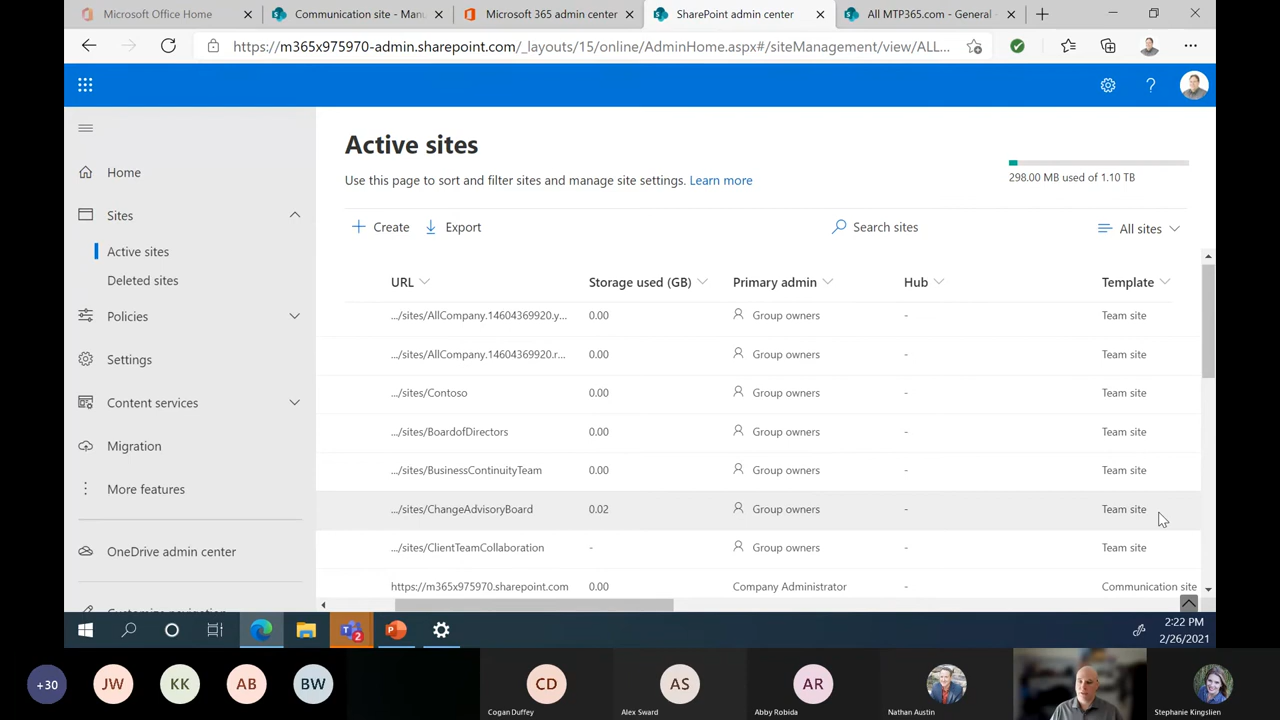 Microsoft Office Home
Communication site - Man
Microsoft 365 admin center
SharePoint admin center
All MTP365.com - General -
https://m365x975970-admin.sharepoint.com/_layouts/15/online/AdminHome.aspx#/siteManagement/view/ALL...
Home
Sites
Active sites
Deleted sites
Policies
Settings
Content services
Migration
More features
OneDrive admin center
Customize navigation
Active sites
Use this page to sort and filter sites and manage site settings. Learn more
298.00 MB used of 1.10 TB
Create Export Search sites All sites
URL Storage used (GB) Primary admin Hub Template
.../sites/AllCompany.14604369920.y... 0.00 Group owners - Team site
.../sites/AllCompany.14604369920.r... 0.00 Group owners - Team site
.../sites/Contoso 0.00 Group owners - Team site
.../sites/BoardofDirectors 0.00 Group owners - Team site
.../sites/BusinessContinuityTeam 0.00 Group owners - Team site
.../sites/ChangeAdvisoryBoard 0.02 Group owners - Team site
.../sites/ClientTeamCollaboration - Group owners - Team site
https://m365x975970.sharepoint.com 0.00 Company Administrator - Communication site
2
2:22 PM
2/26/2021
+30 JW KK AB BW CD AS AR
Cogan Duffey Alex Sward Abby Robida Nathan Austin Stephanie Kingslien